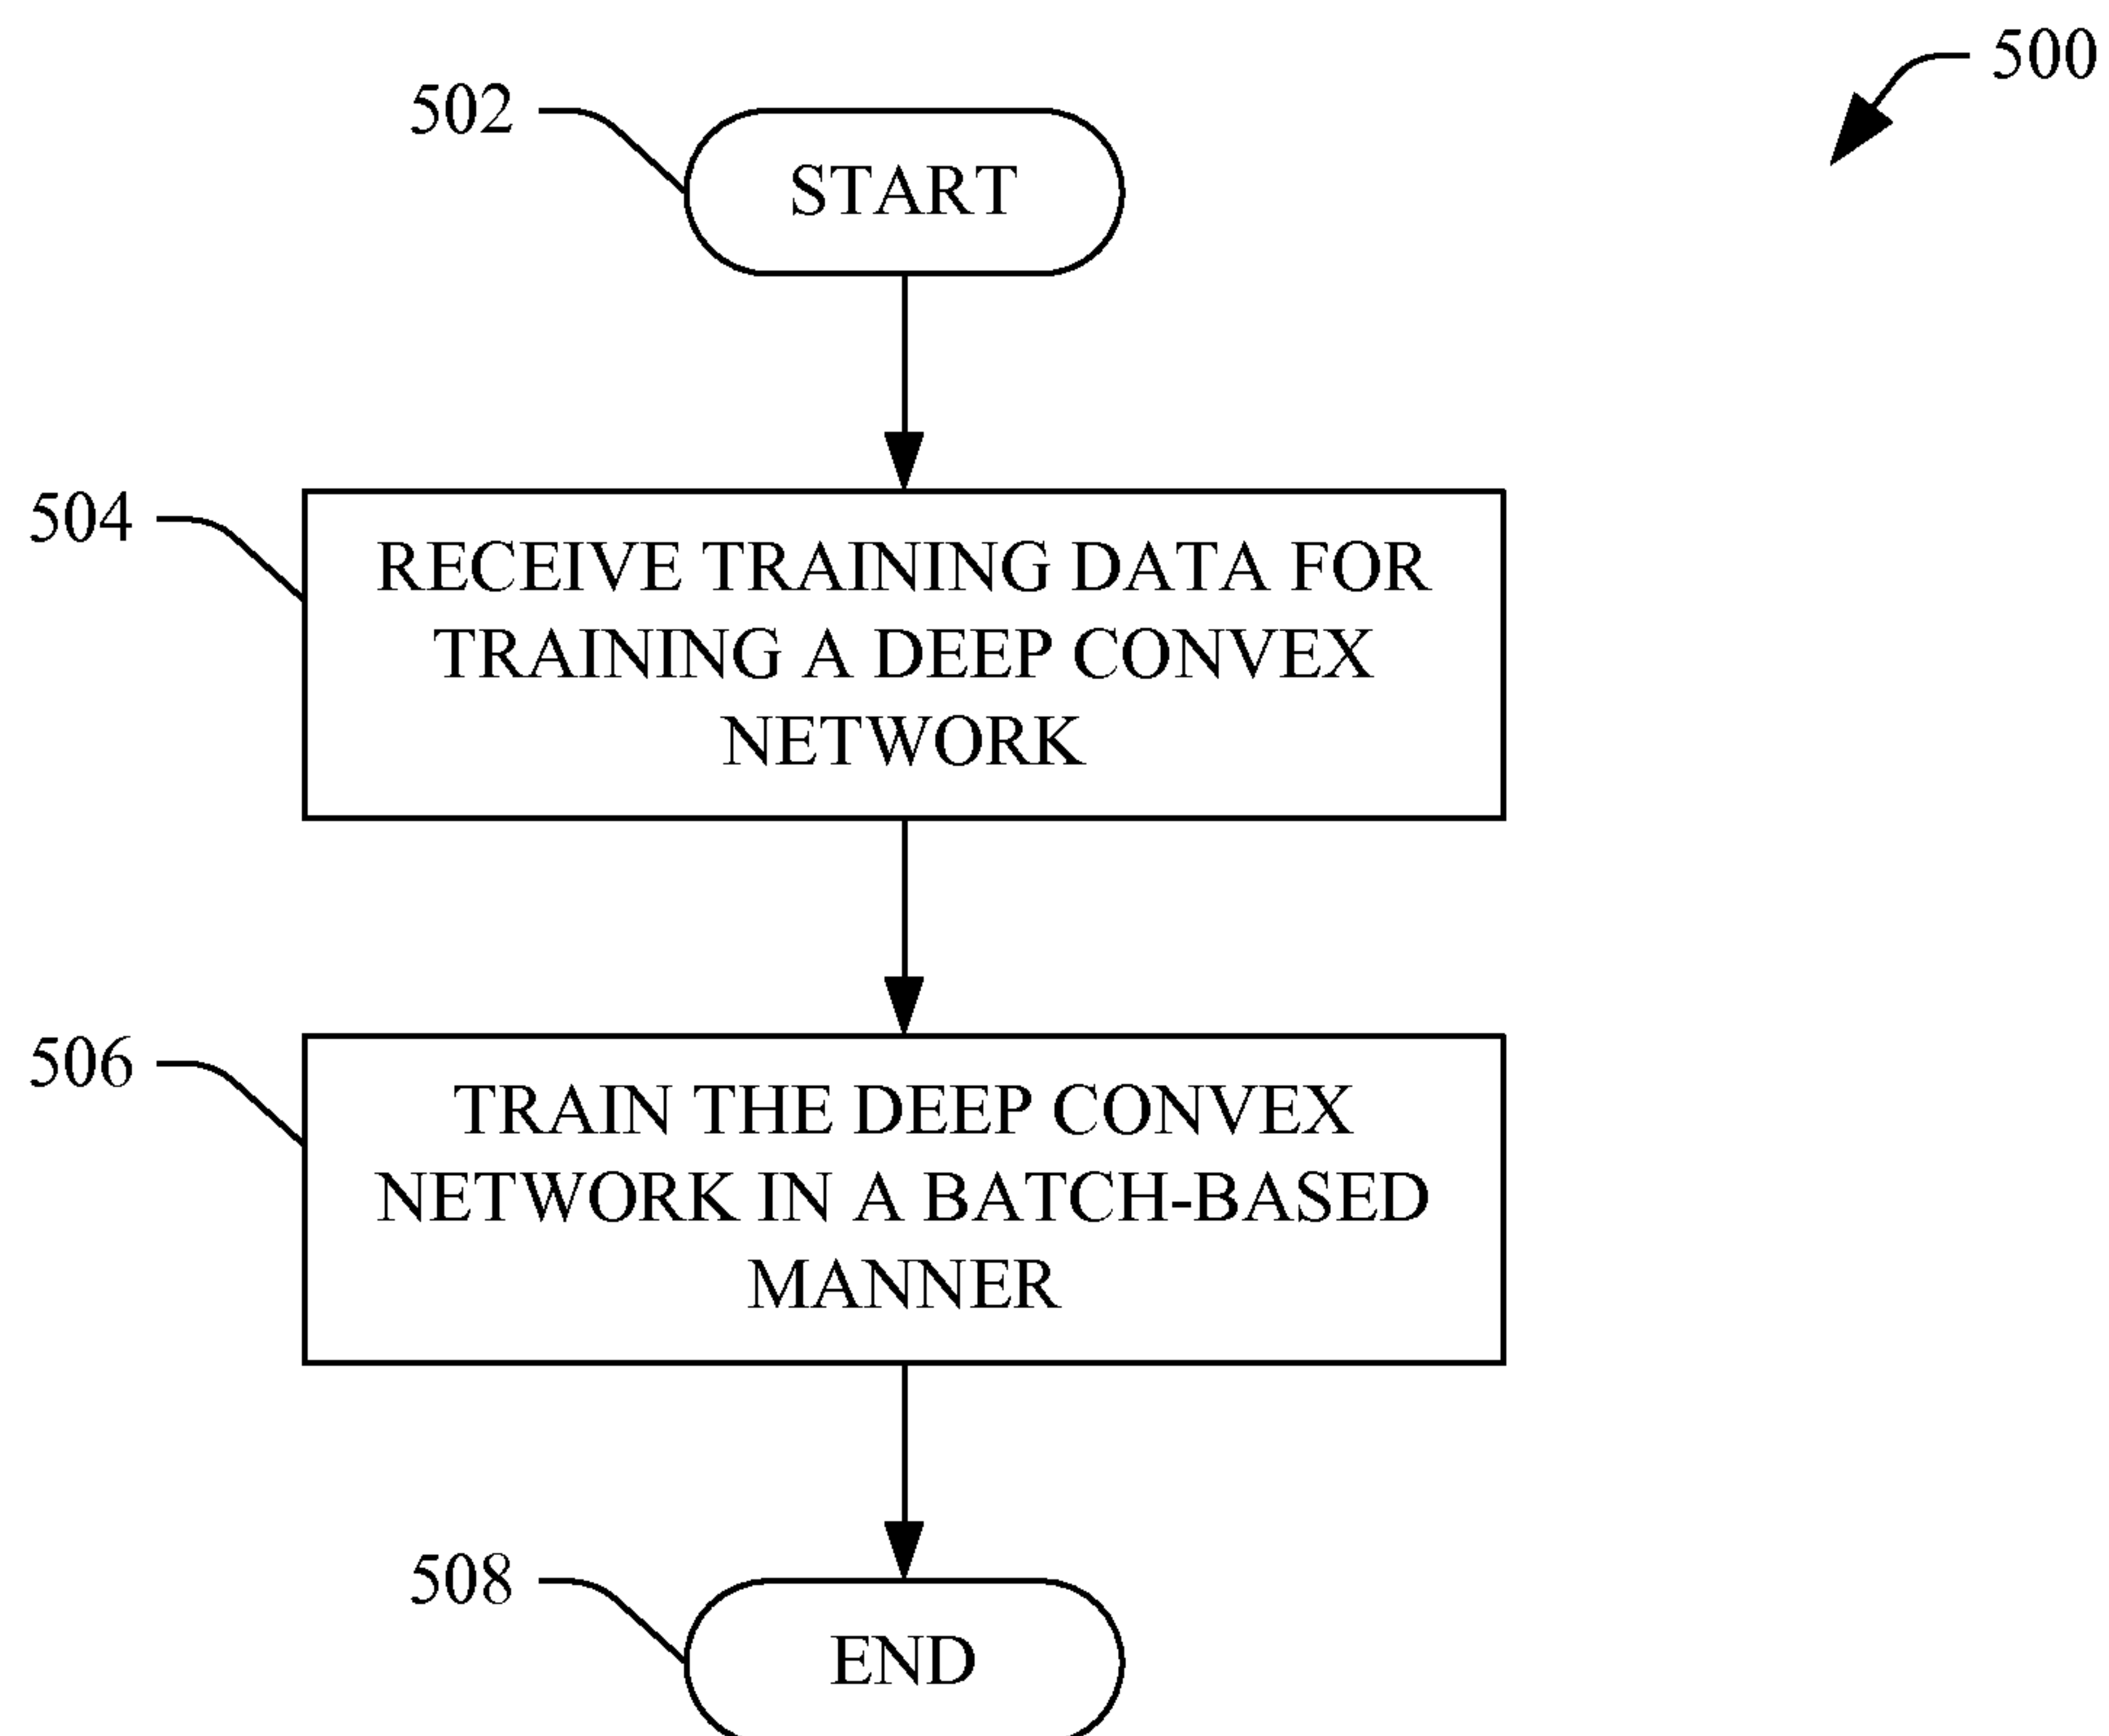 500
502
START
504
RECEIVE TRAINING DATA FOR
TRAINING A DEEP CONVEX
NETWORK
506
TRAIN THE DEEP CONVEX
NETWORK IN A BATCH-BASED
MANNER
508
END